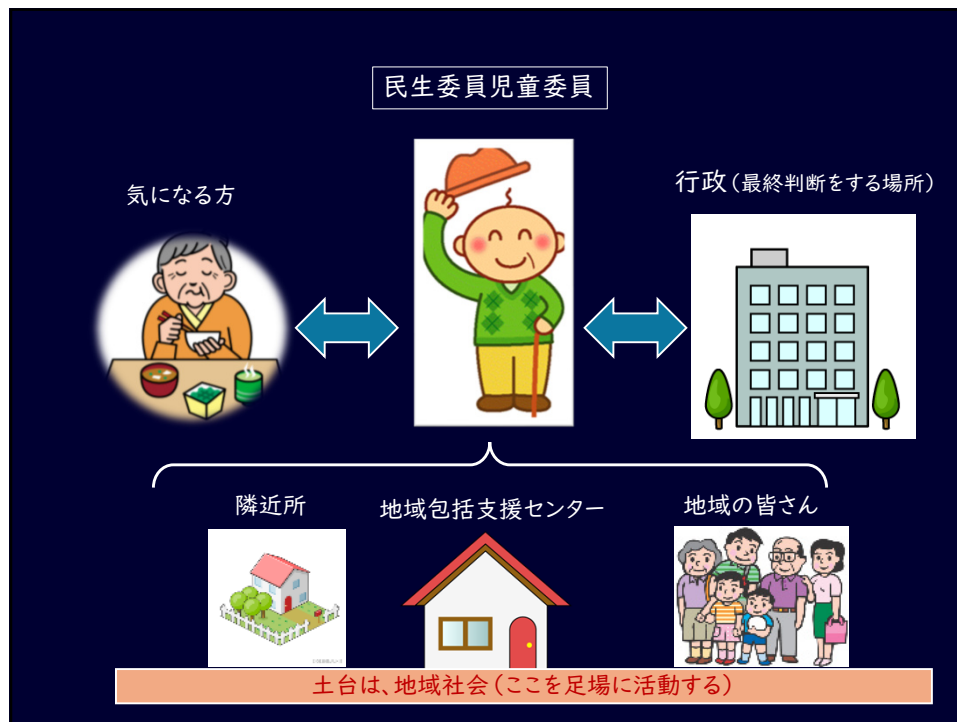 民生委員児童委員
気になる方
行政（最終判断をする場所）
隣近所
地域包括支援センター
地域の皆さん
土台は、地域社会（ここを足場に活動する）